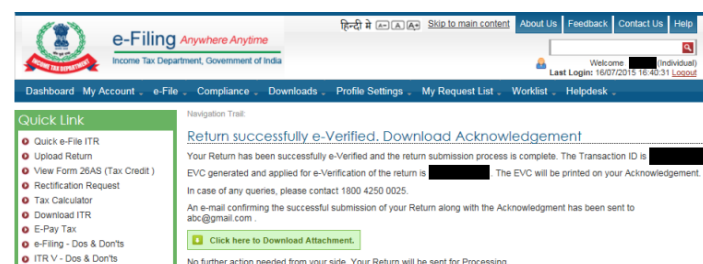 हिन्दी मे A- A A+ Skip to main content About Us Feedback Contact Us Help
e-Filing Anywhere Anytime
Income Tax Department, Government of India
INCOME TAX DEPARTMENT
Welcome (Individual)
Last Login: 16/07/2015 16:40:31 Logout
Dashboard My Account e-File Compliance Downloads Profile Settings My Request List Worklist Helpdesk
Quick Link
Quick e-File ITR
Upload Return
View Form 26AS (Tax Credit )
Rectification Request
Tax Calculator
Download ITR
E-Pay Tax
e-Filing - Dos & Don'ts
ITR V - Dos & Don'ts
Navigation Trail:
Return successfully e-Verified. Download Acknowledgement
Your Return has been successfully e-Verified and the return submission process is complete. The Transaction ID is
EVC generated and applied for e-Verification of the return is . The EVC will be printed on your Acknowledgement.
In case of any queries, please contact 1800 4250 0025.
An e-mail confirming the successful submission of your Return along with the Acknowledgment has been sent to
abc@gmail.com .
Click here to Download Attachment.
No further action needed from your side. Your Return will be sent for Processing